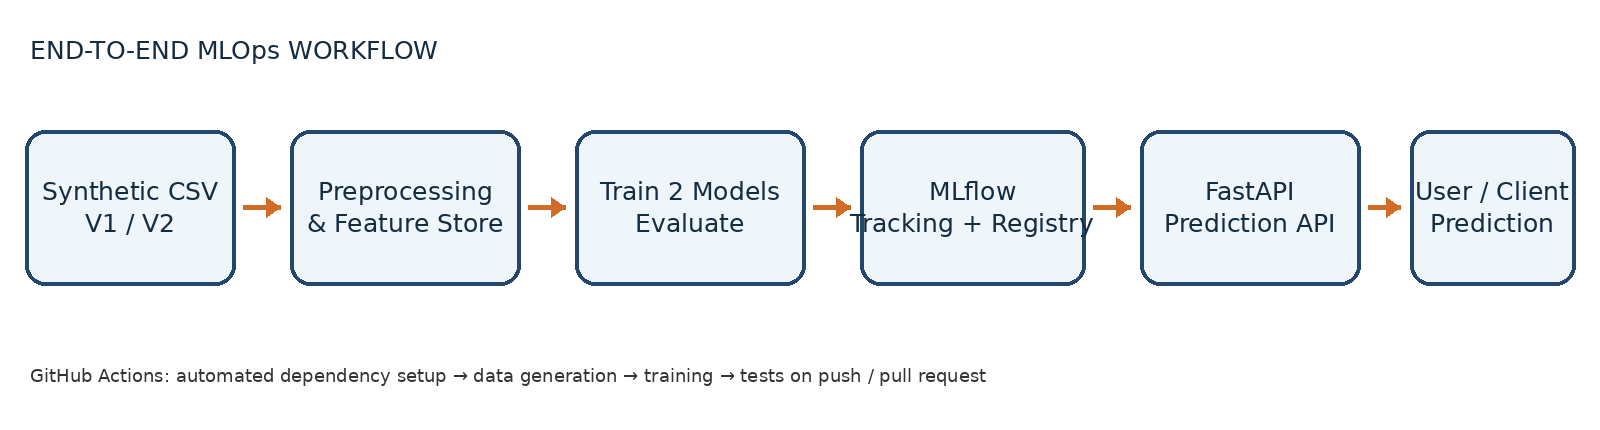 END-TO-END MLOps WORKFLOW
Synthetic CSV
V1 / V2
Preprocessing
& Feature Store
Train 2 Models
Evaluate
MLflow
Tracking + Registry
FastAPI
Prediction API
User / Client
Prediction
GitHub Actions: automated dependency setup → data generation → training → tests on push / pull request